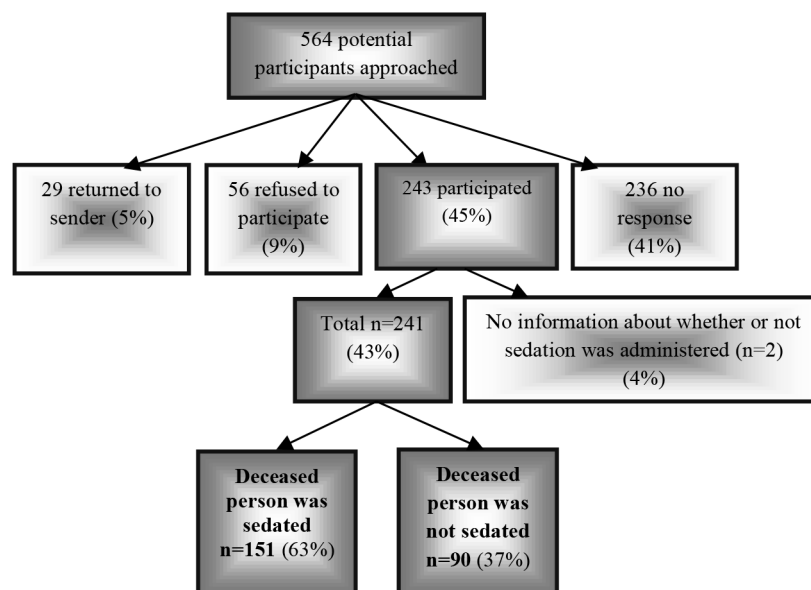 564 potential
participants approached
29 returned to
sender (5%)
56 refused to
participate
(9%)
243 participated
(45%)
236 no
response
(41%)
Total n=241
(43%)
No information about whether or not
sedation was administered (n=2)
(4%)
Deceased
person was
sedated
n=151 (63%)
Deceased
person was
not sedated
n=90 (37%)